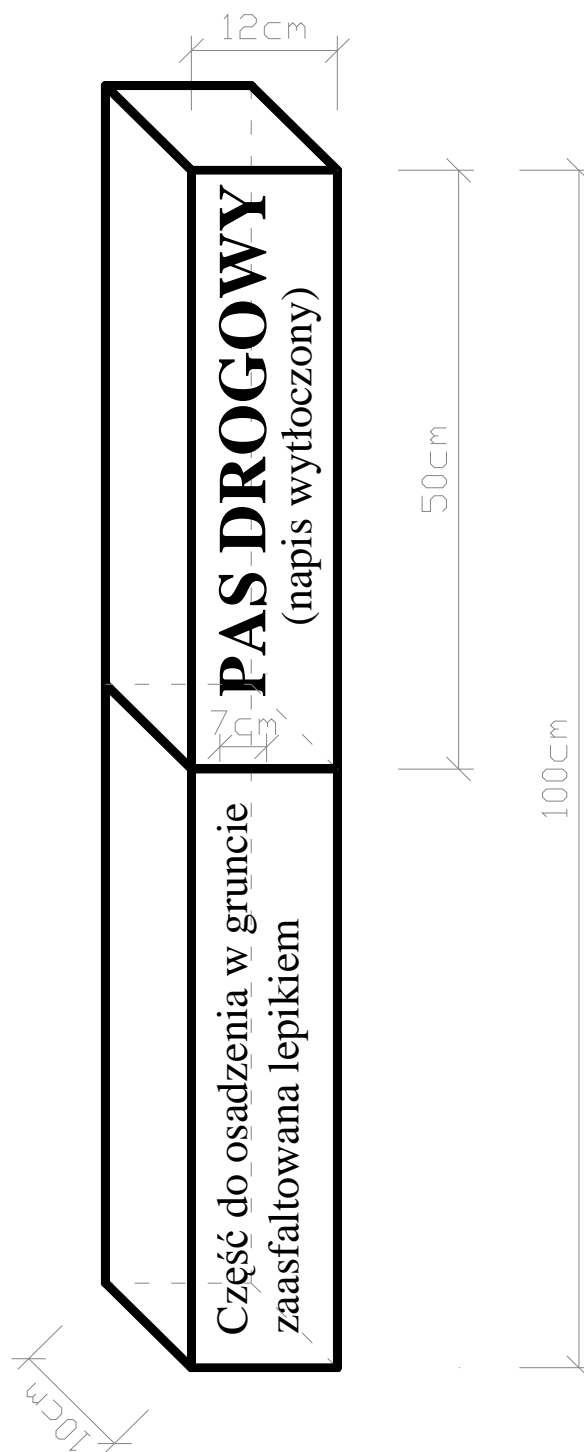 12cm
PAS DROGOWY
(napis wytłoczony)
50cm
100cm
7cm
Część do osadzenia w gruncie
zaasfaltowana lepikiem
10cm